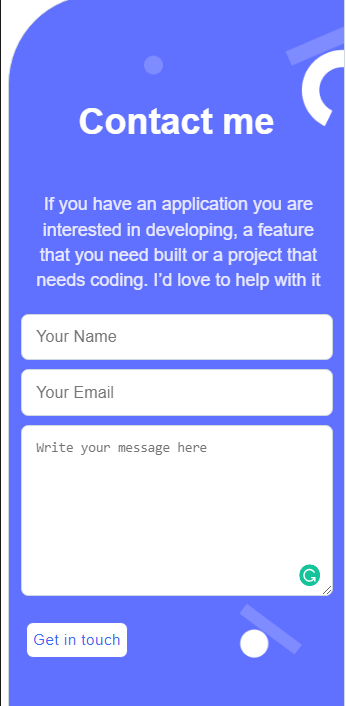 Contact me
If you have an application you are
interested in developing, a feature
that you need built or a project that
needs coding. I’d love to help with it
Your Name
Your Email
Write your message here
Get in touch